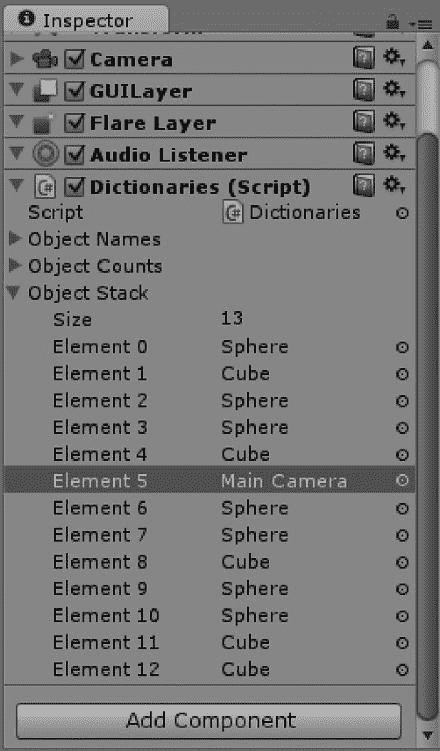 Inspector
Camera
GUILayer
Flare Layer
Audio Listener
Dictionaries (Script)
Script Dictionaries
Object Names
Object Counts
Object Stack
Size 13
Element 0 Sphere
Element 1 Cube
Element 2 Sphere
Element 3 Sphere
Element 4 Cube
Element 5 Main Camera
Element 6 Sphere
Element 7 Sphere
Element 8 Cube
Element 9 Sphere
Element 10 Sphere
Element 11 Cube
Element 12 Cube
Add Component